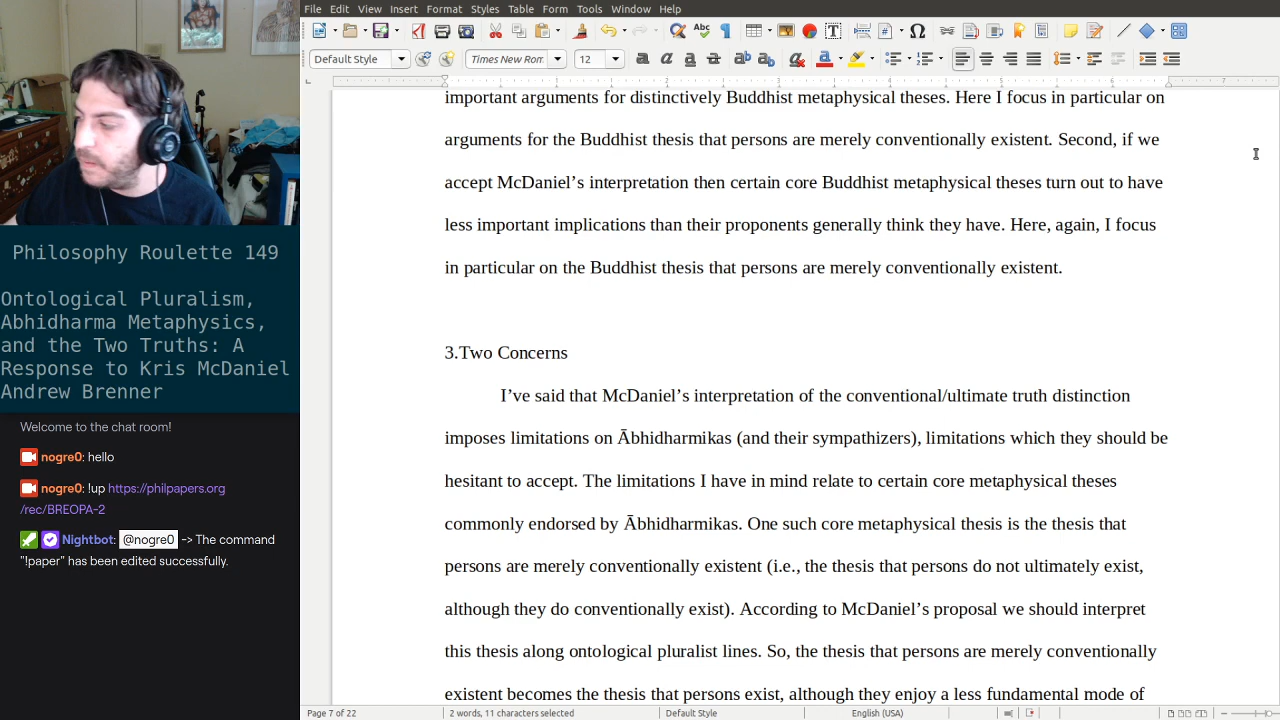 File Edit View Insert Format Styles Table Form Tools Window Help
Default Style Times New Rom 12
important arguments for distinctively Buddhist metaphysical theses. Here I focus in particular on
arguments for the Buddhist thesis that persons are merely conventionally existent. Second, if we
accept McDaniel’s interpretation then certain core Buddhist metaphysical theses turn out to have
less important implications than their proponents generally think they have. Here, again, I focus
in particular on the Buddhist thesis that persons are merely conventionally existent.
3.Two Concerns
I’ve said that McDaniel’s interpretation of the conventional/ultimate truth distinction
imposes limitations on Ābhidharmikas (and their sympathizers), limitations which they should be
hesitant to accept. The limitations I have in mind relate to certain core metaphysical theses
commonly endorsed by Ābhidharmikas. One such core metaphysical thesis is the thesis that
persons are merely conventionally existent (i.e., the thesis that persons do not ultimately exist,
although they do conventionally exist). According to McDaniel’s proposal we should interpret
this thesis along ontological pluralist lines. So, the thesis that persons are merely conventionally
existent becomes the thesis that persons exist, although they enjoy a less fundamental mode of
Page 7 of 22 2 words, 11 characters selected Default Style English (USA)
Philosophy Roulette 149
Ontological Pluralism,
Abhidharma Metaphysics,
and the Two Truths: A
Response to Kris McDaniel
Andrew Brenner
Welcome to the chat room!
nogre0: hello
nogre0: !up https://philpapers.org
/rec/BREOPA-2
Nightbot: @nogre0 -> The command
"!paper" has been edited successfully.